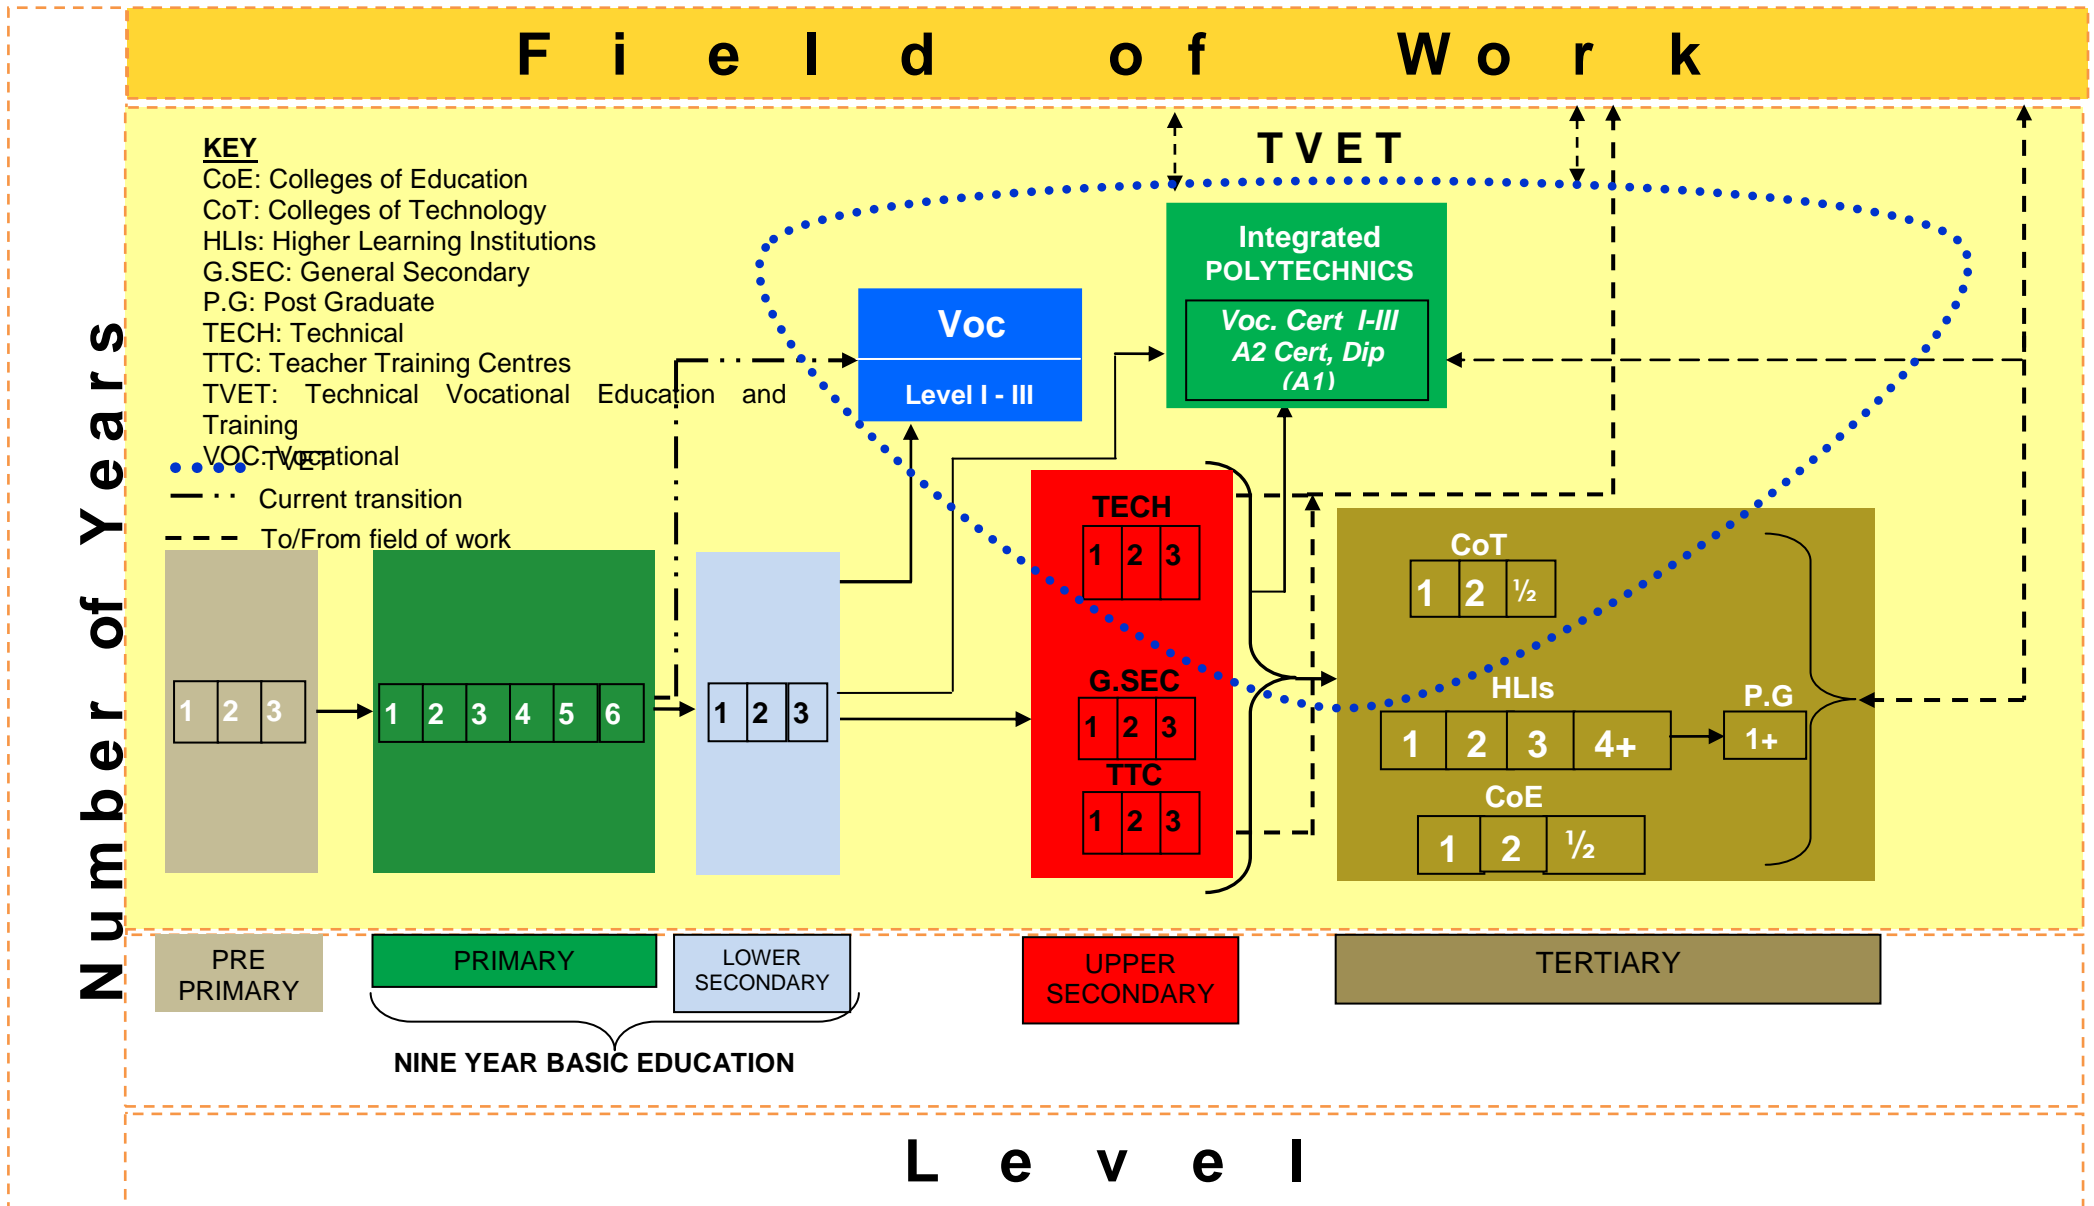 Field of Work
KEY
CoE: Colleges of Education
CoT: Colleges of Technology
HLIs: Higher Learning Institutions
G.SEC: General Secondary
P.G: Post Graduate
TECH: Technical
TTC: Teacher Training Centres
TVET: Technical Vocational Education and
Training
VOC: Vocational
TVET
Current transition
To/From field of work
TVET
Integrated
POLYTECHNICS
Voc. Cert I-III
A2 Cert, Dip
(A1)
Voc
Level I - III
Number of Years
1 2 3
1 2 3 4 5 6
1 2 3
TECH
1 2 3
G.SEC
1 2 3
TTC
1 2 3
CoT
1 2 ½
HLIs
1 2 3 4+
P.G
1+
CoE
1 2 ½
PRE
PRIMARY
PRIMARY
LOWER
SECONDARY
UPPER
SECONDARY
TERTIARY
NINE YEAR BASIC EDUCATION
Level